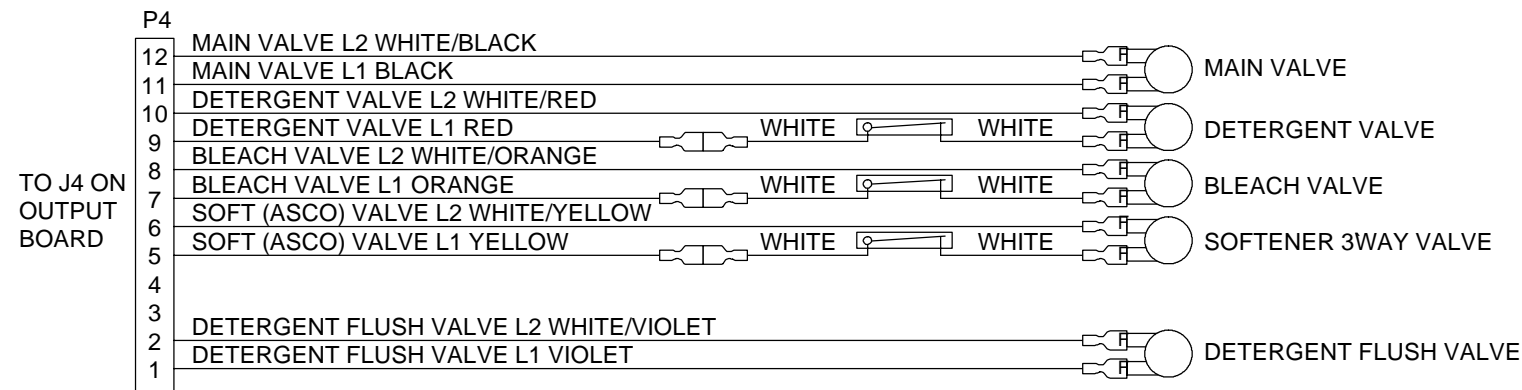 P4
12 MAIN VALVE L2 WHITE/BLACK F MAIN VALVE
11 MAIN VALVE L1 BLACK F
10 DETERGENT VALVE L2 WHITE/RED F DETERGENT VALVE
9 DETERGENT VALVE L1 RED WHITE WHITE F
8 BLEACH VALVE L2 WHITE/ORANGE F BLEACH VALVE
7 BLEACH VALVE L1 ORANGE WHITE WHITE F
6 SOFT (ASCO) VALVE L2 WHITE/YELLOW F SOFTENER 3WAY VALVE
5 SOFT (ASCO) VALVE L1 YELLOW WHITE WHITE F
4
3
2 DETERGENT FLUSH VALVE L2 WHITE/VIOLET F DETERGENT FLUSH VALVE
1 DETERGENT FLUSH VALVE L1 VIOLET F
TO J4 ON
OUTPUT
BOARD